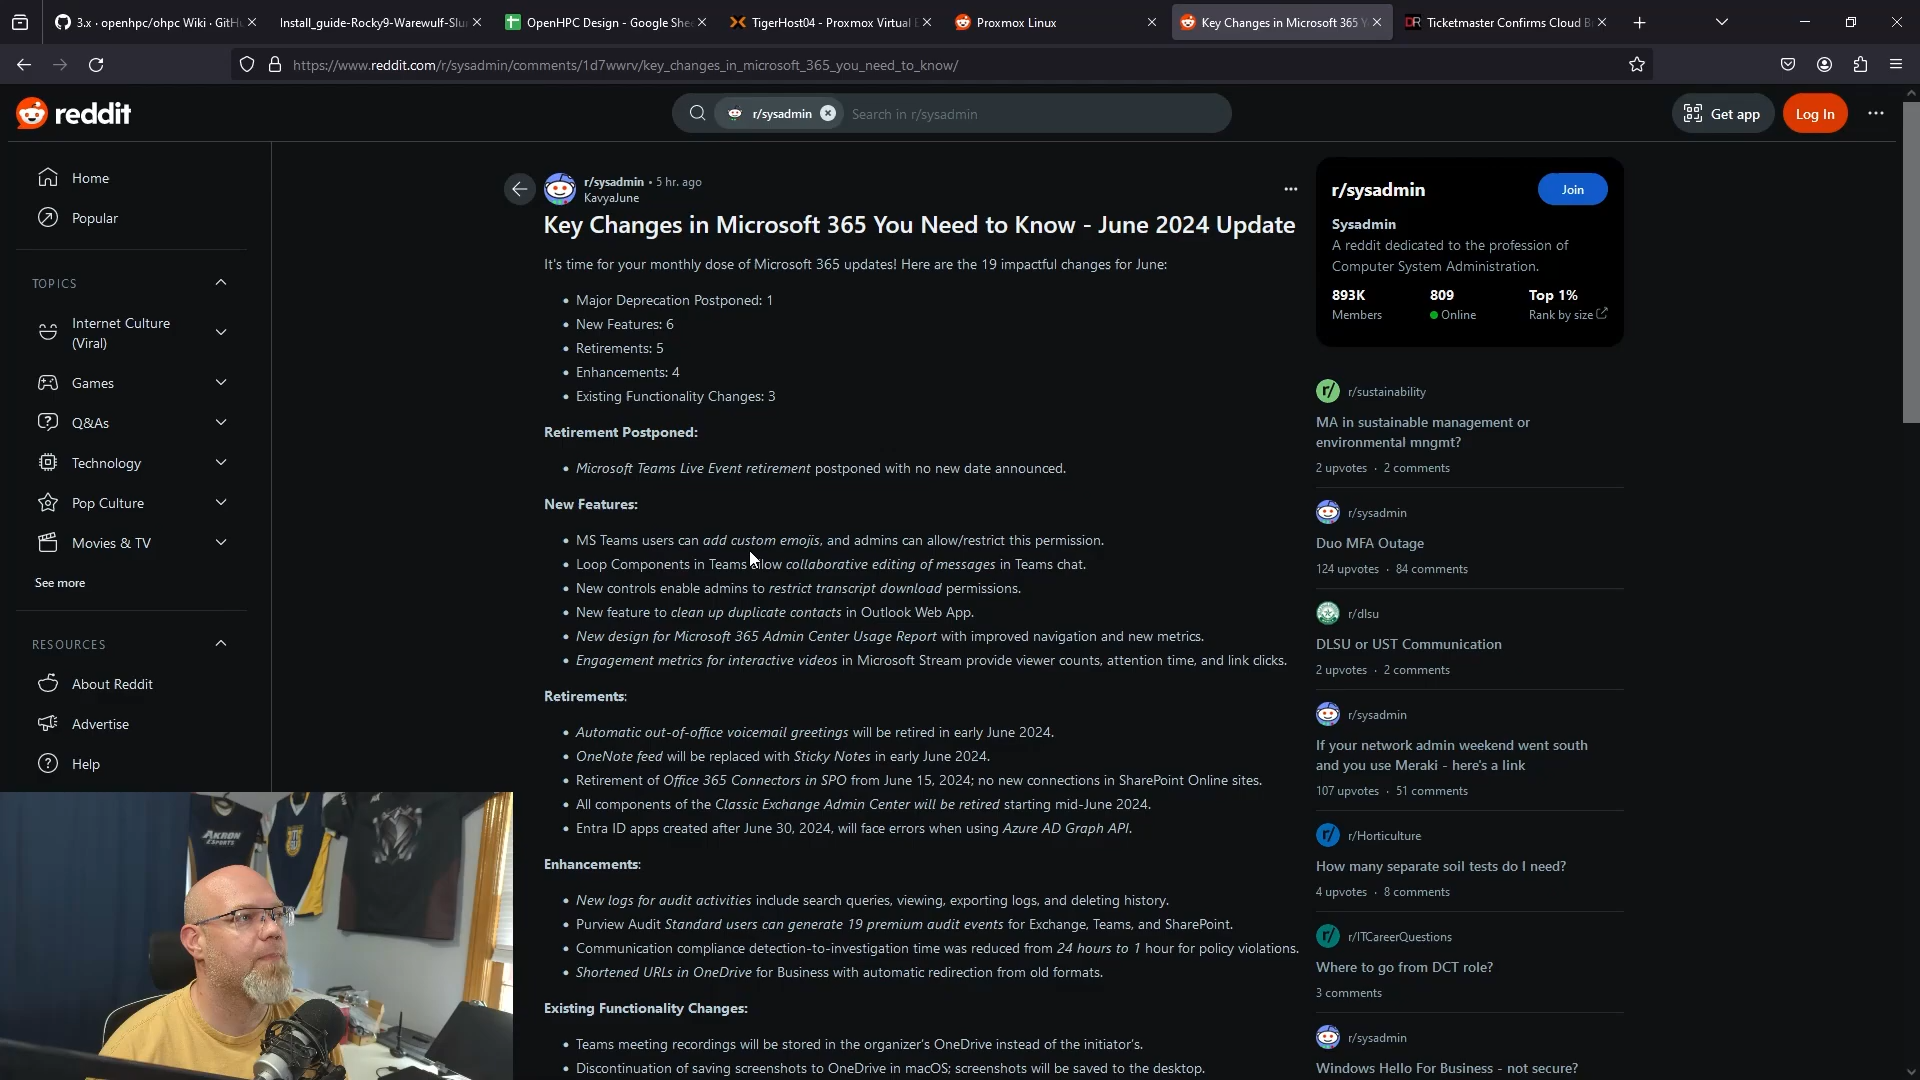 3.x · openhpc/ohpc Wiki · GitH
Install_guide-Rocky9-Warewulf-Slu
OpenHPC Design - Google She
TigerHost04 - Proxmox Virtual E
Proxmox Linux
Key Changes in Microsoft 365 Y
Ticketmaster Confirms Cloud B
https://www.reddit.com/r/sysadmin/comments/1d7wwrv/key_changes_in_microsoft_365_you_need_to_know/
reddit
r/sysadmin
Search in r/sysadmin
Get app
Log In
Home
Popular
TOPICS
Internet Culture
(Viral)
Games
Q&As
Technology
Pop Culture
Movies & TV
See more
RESOURCES
About Reddit
Advertise
Help
r/sysadmin • 5 hr. ago
KavyaJune
Key Changes in Microsoft 365 You Need to Know - June 2024 Update
It's time for your monthly dose of Microsoft 365 updates! Here are the 19 impactful changes for June:
• Major Deprecation Postponed: 1
• New Features: 6
• Retirements: 5
• Enhancements: 4
• Existing Functionality Changes: 3
Retirement Postponed:
• Microsoft Teams Live Event retirement postponed with no new date announced.
New Features:
• MS Teams users can add custom emojis, and admins can allow/restrict this permission.
• Loop Components in Teams allow collaborative editing of messages in Teams chat.
• New controls enable admins to restrict transcript download permissions.
• New feature to clean up duplicate contacts in Outlook Web App.
• New design for Microsoft 365 Admin Center Usage Report with improved navigation and new metrics.
• Engagement metrics for interactive videos in Microsoft Stream provide viewer counts, attention time, and link clicks.
Retirements:
• Automatic out-of-office voicemail greetings will be retired in early June 2024.
• OneNote feed will be replaced with Sticky Notes in early June 2024.
• Retirement of Office 365 Connectors in SPO from June 15, 2024; no new connections in SharePoint Online sites.
• All components of the Classic Exchange Admin Center will be retired starting mid-June 2024.
• Entra ID apps created after June 30, 2024, will face errors when using Azure AD Graph API.
Enhancements:
• New logs for audit activities include search queries, viewing, exporting logs, and deleting history.
• Purview Audit Standard users can generate 19 premium audit events for Exchange, Teams, and SharePoint.
• Communication compliance detection-to-investigation time was reduced from 24 hours to 1 hour for policy violations.
• Shortened URLs in OneDrive for Business with automatic redirection from old formats.
Existing Functionality Changes:
• Teams meeting recordings will be stored in the organizer's OneDrive instead of the initiator's.
• Discontinuation of saving screenshots to OneDrive in macOS; screenshots will be saved to the desktop.
r/sysadmin
Join
Sysadmin
A reddit dedicated to the profession of
Computer System Administration.
893K
Members
809
Online
Top 1%
Rank by size
r/sustainability
MA in sustainable management or
environmental mngmt?
2 upvotes · 2 comments
r/sysadmin
Duo MFA Outage
124 upvotes · 84 comments
r/dlsu
DLSU or UST Communication
2 upvotes · 2 comments
r/sysadmin
If your network admin weekend went south
and you use Meraki - here's a link
107 upvotes · 51 comments
r/Horticulture
How many separate soil tests do I need?
4 upvotes · 8 comments
r/ITCareerQuestions
Where to go from DCT role?
3 comments
r/sysadmin
Windows Hello For Business - not secure?
AKRON
ESPORTS